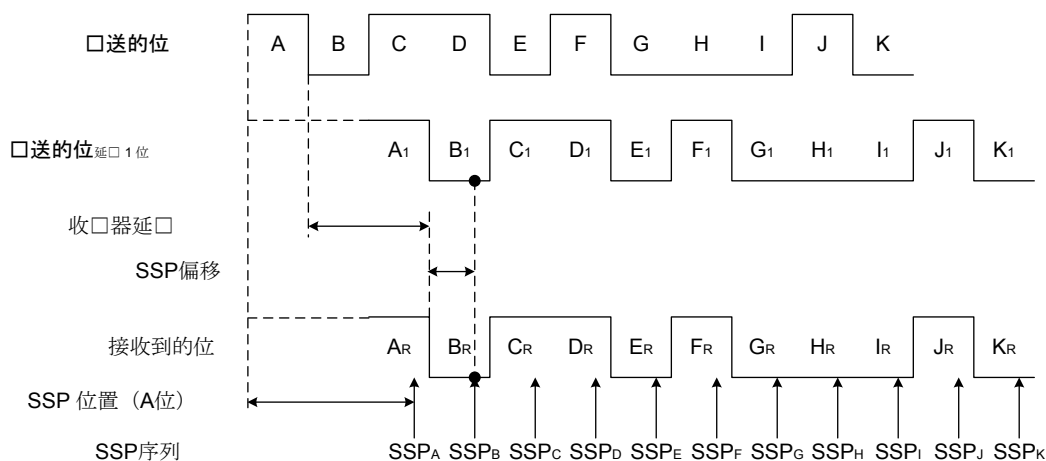 □送的位
A B C D E F G H I J K
□送的位延□ 1 位
A1 B1 C1 D1 E1 F1 G1 H1 I1 J1 K1
收□器延□
SSP偏移
接收到的位
AR BR CR DR ER FR GR HR IR JR KR
SSP 位置（A位）
SSP序列
SSPA SSPB SSPC SSPD SSPE SSPF SSPG SSPH SSPI SSPJ SSPK